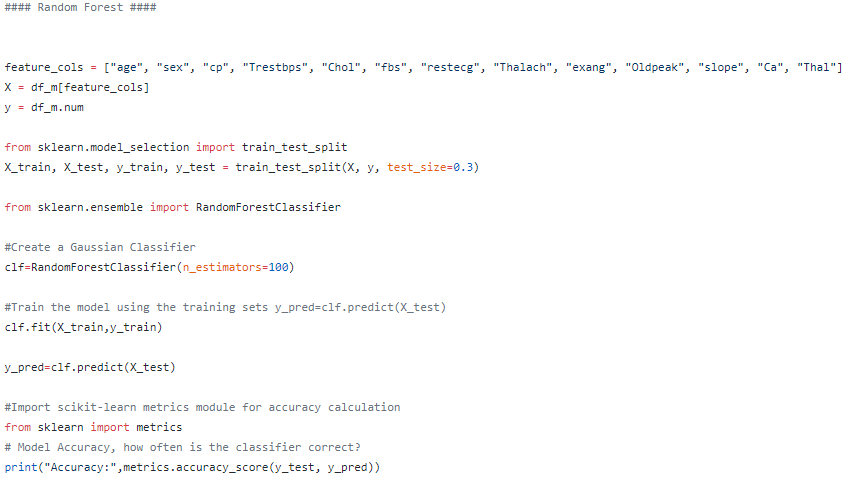 #### Random Forest ####
feature_cols = ["age", "sex", "cp", "Trestbps", "Chol", "fbs", "restecg", "Thalach", "exang", "Oldpeak", "slope", "Ca", "Thal"]
X = df_m[feature_cols]
y = df_m.num
from sklearn.model_selection import train_test_split
X_train, X_test, y_train, y_test = train_test_split(X, y, test_size=0.3)
from sklearn.ensemble import RandomForestClassifier
#Create a Gaussian Classifier
clf=RandomForestClassifier(n_estimators=100)
#Train the model using the training sets y_pred=clf.predict(X_test)
clf.fit(X_train,y_train)
y_pred=clf.predict(X_test)
#Import scikit-learn metrics module for accuracy calculation
from sklearn import metrics
# Model Accuracy, how often is the classifier correct?
print("Accuracy:",metrics.accuracy_score(y_test, y_pred))